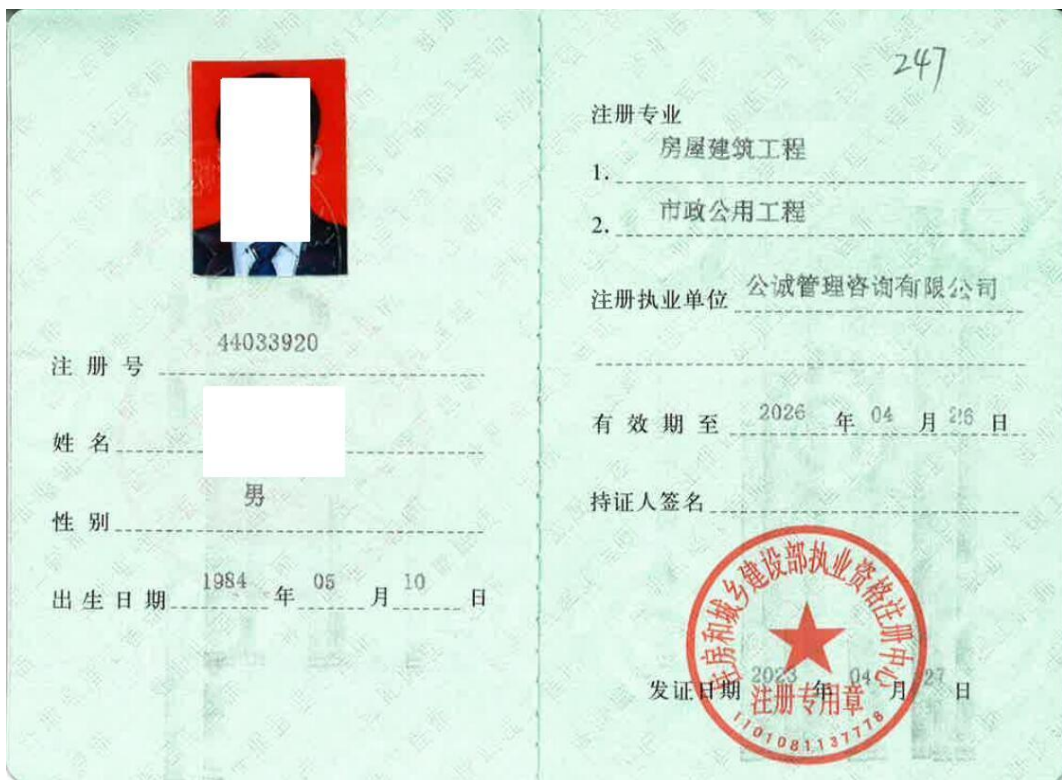 44033920
注 册 号
姓 名
男
性 别
出 生 日 期 1984 年 05 月 10 日
247
注册专业
房屋建筑工程
1.
市政公用工程
2.
注册执业单位 公诚管理咨询有限公司
有 效 期 至 2026 年 04 月 26 日
持证人签名
住房和城乡建设部执业资格注册中心
发证日期 2023 年 04 月 27 日
注册专用章
1101081137778